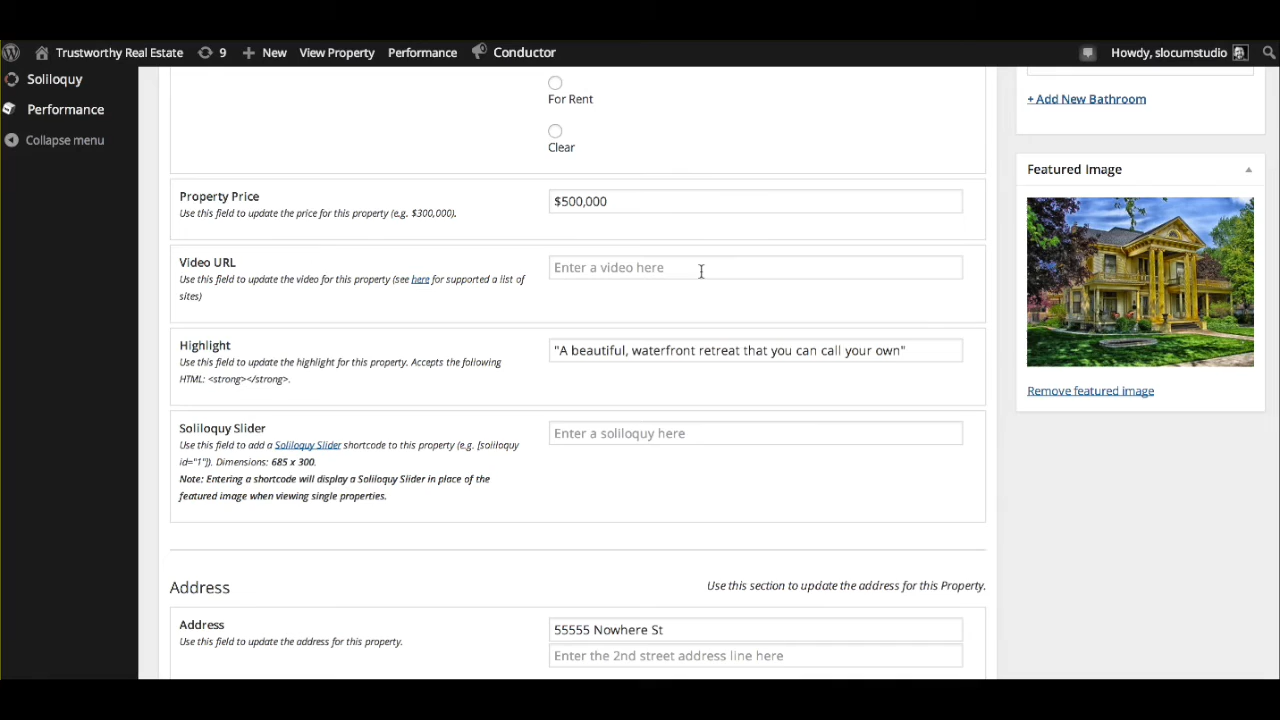 Trustworthy Real Estate 9 New View Property Performance Conductor Howdy, slocumstudio
Soliloquy
Performance
Collapse menu
For Rent
Clear
Property Price
Use this field to update the price for this property (e.g. $300,000).
$500,000
Video URL
Use this field to update the video for this property (see here for supported a list of
sites)
Enter a video here
Highlight
Use this field to update the highlight for this property. Accepts the following
HTML: <strong></strong>.
"A beautiful, waterfront retreat that you can call your own"
Soliloquy Slider
Use this field to add a Soliloquy Slider shortcode to this property (e.g. [soliloquy
id="1"]). Dimensions: 685 x 300.
Note: Entering a shortcode will display a Soliloquy Slider in place of the
featured image when viewing single properties.
Enter a soliloquy here
Address
Use this section to update the address for this Property.
Address
Use this field to update the address for this property.
55555 Nowhere St
Enter the 2nd street address line here
+ Add New Bathroom
Featured Image
Remove featured image